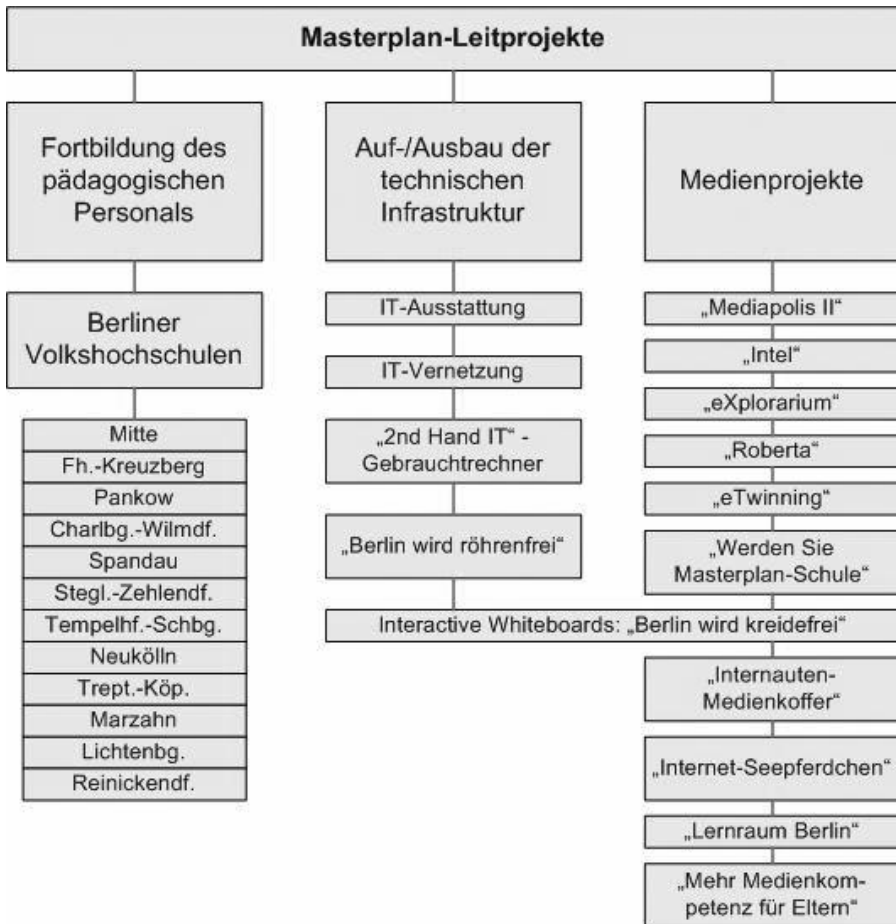 Masterplan-Leitprojekte
Fortbildung des
pädagogischen
Personals
Berliner
Volkshochschulen
Mitte
Fh.-Kreuzberg
Pankow
Charlbg.-Wilmdf.
Spandau
Stegl.-Zehlendf.
Tempelhf.-Schbg.
Neukölln
Trept.-Köp.
Marzahn
Lichtenbg.
Reinickendf.
Auf-/Ausbau der
technischen
Infrastruktur
IT-Ausstattung
IT-Vernetzung
„2nd Hand IT“ -
Gebrauchtrechner
„Berlin wird röhrenfrei“
Medienprojekte
„Mediapolis II“
„Intel“
„eXplorarium“
„Roberta“
„eTwinning“
„Werden Sie
Masterplan-Schule“
Interactive Whiteboards: „Berlin wird kreidefrei“
„Internauten-
Medienkoffer“
„Internet-Seepferdchen“
„Lernraum Berlin“
„Mehr Medienkom-
petenz für Eltern“